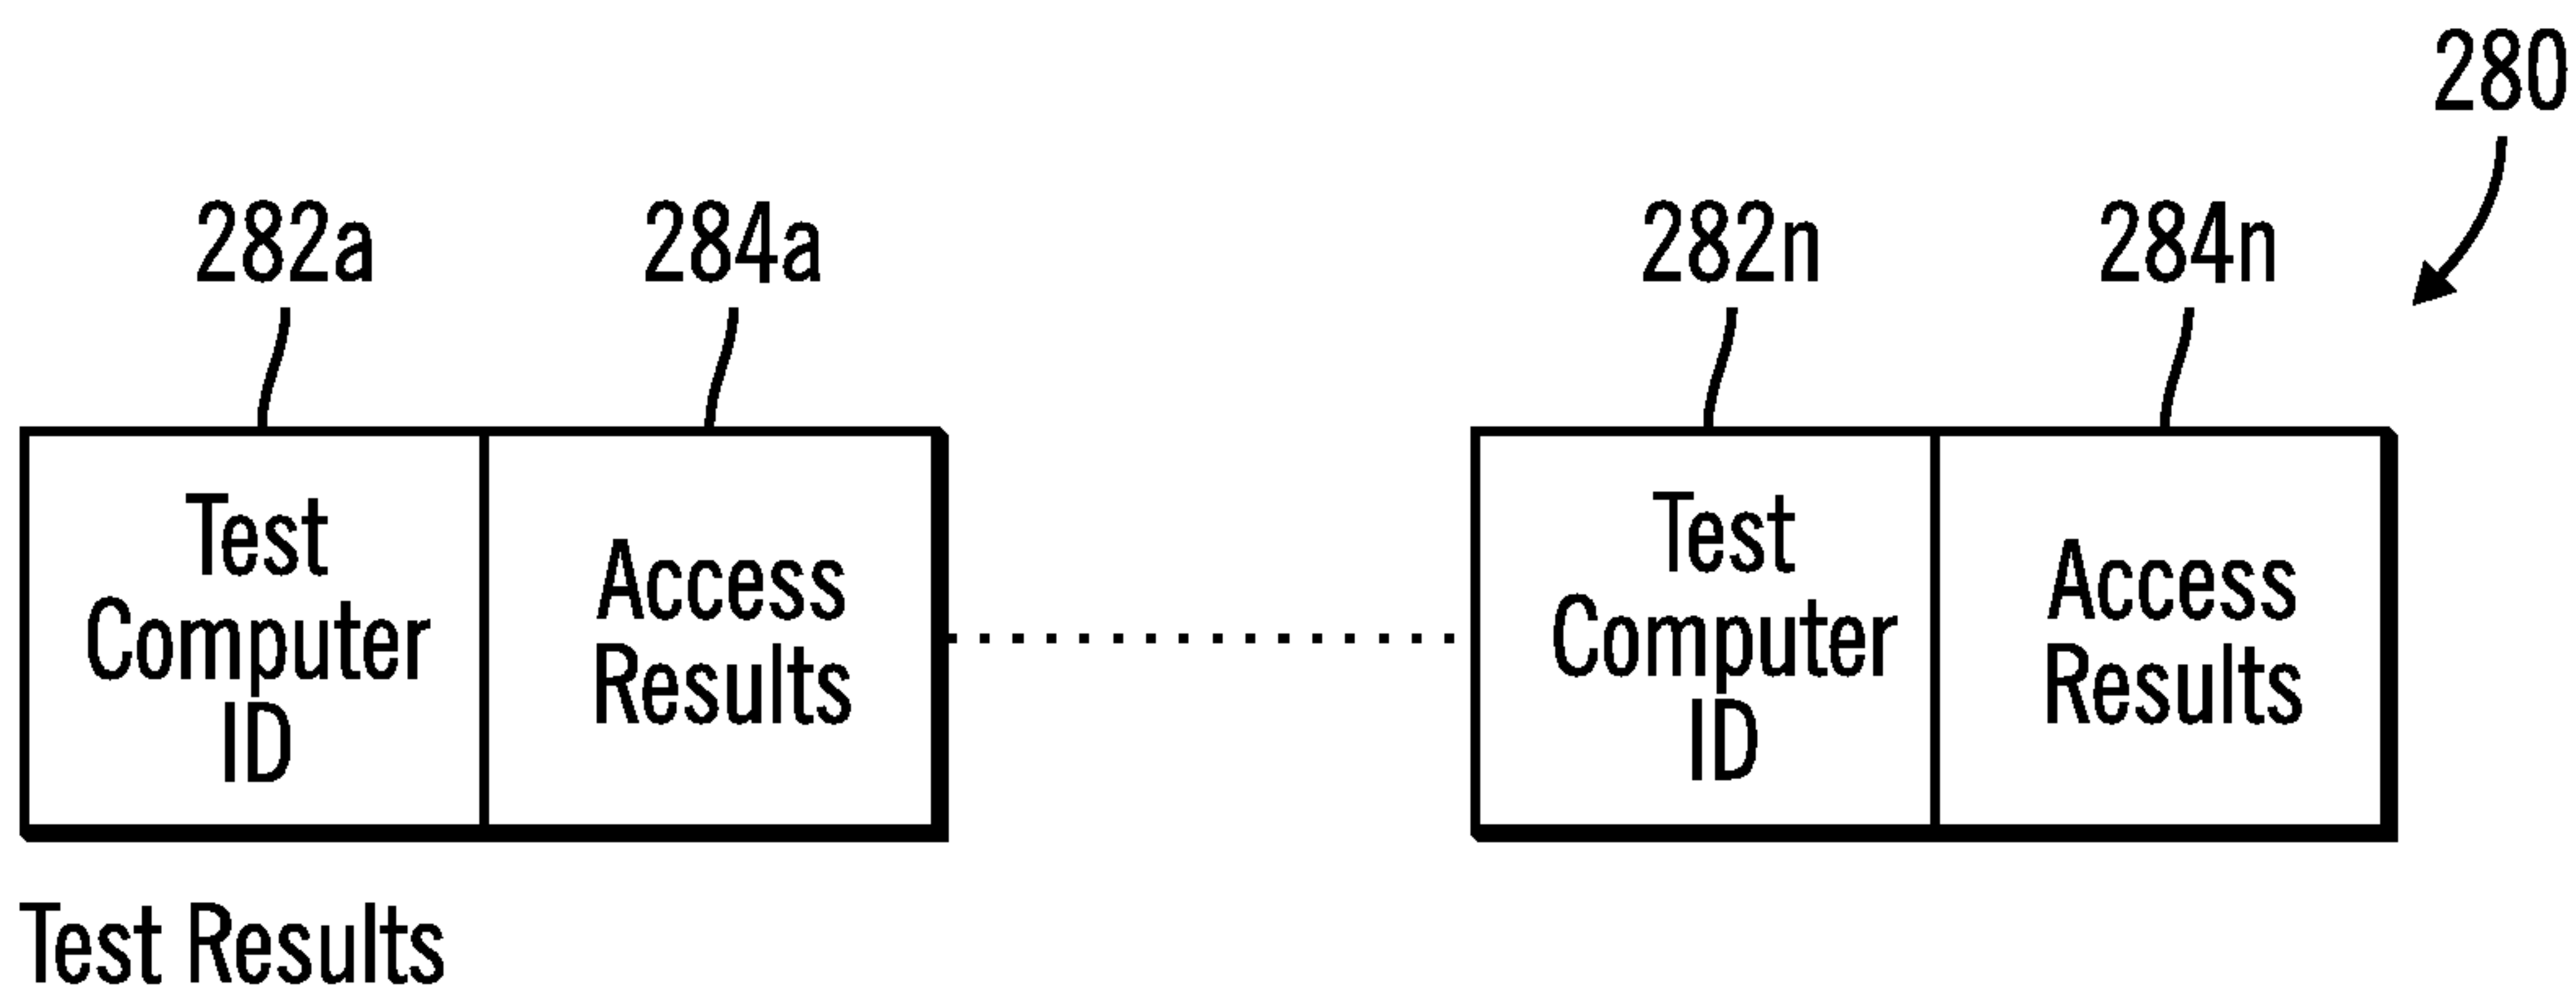 280
282a
284a
282n
284n
Test
Computer
ID
Access
Results
Test
Computer
ID
Access
Results
Test Results